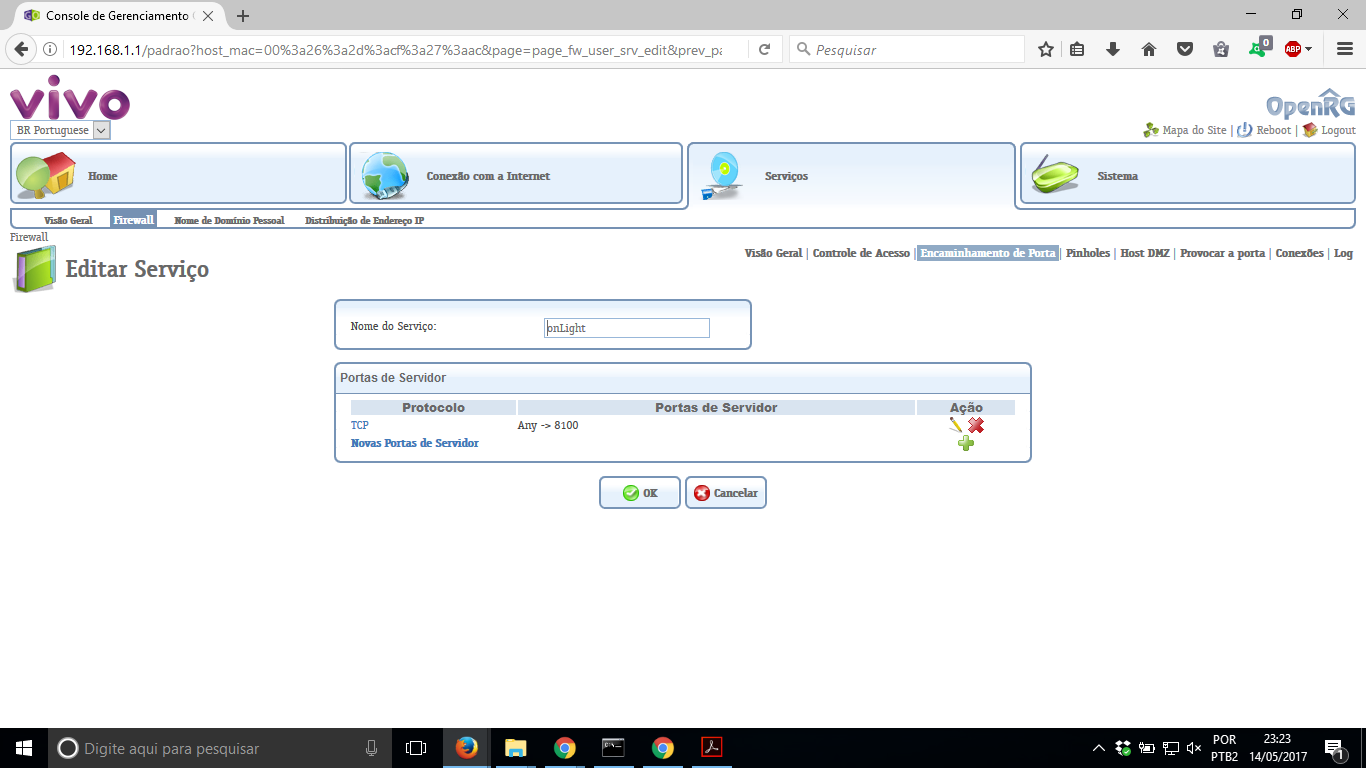 Console de Gerenciamento
192.168.1.1/padrao?host_mac=00%3a26%3a2d%3acf%3a27%3aac&page=page_fw_user_srv_edit&prev_pa
Pesquisar
0
ABP
vivo
OpenRG
BR Portuguese
Mapa do Site | Reboot | Logout
Home
Conexão com a Internet
Serviços
Sistema
Visão Geral Firewall Nome de Domínio Pessoal Distribuição de Endereço IP
Firewall
Visão Geral | Controle de Acesso | Encaminhamento de Porta | Pinholes | Host DMZ | Provocar a porta | Conexões | Log
Editar Serviço
Nome do Serviço: onLight
Portas de Servidor
Protocolo Portas de Servidor Ação
TCP Any -> 8100
Novas Portas de Servidor
OK Cancelar
Digite aqui para pesquisar
POR
PTB2
23:23
14/05/2017
1